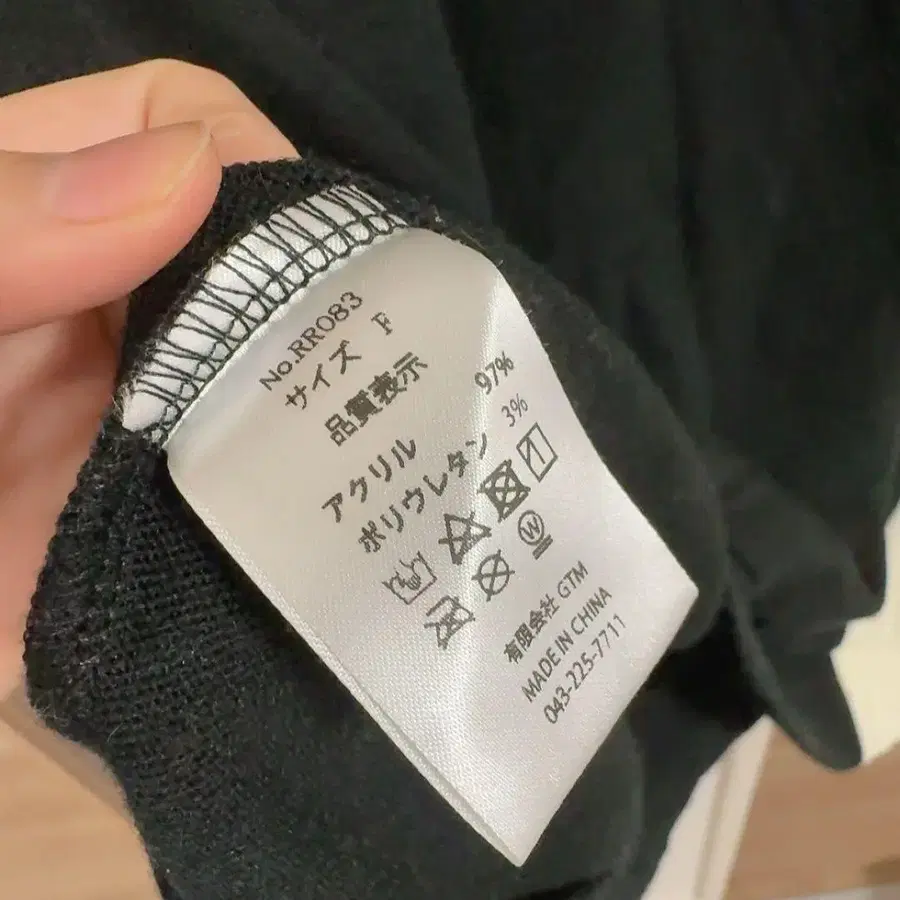 No.RR083
サイズ F
品質表示
アクリル 97%
ポリウレタン 3%
W
有限会社 GTM
MADE IN CHINA
043-225-7711